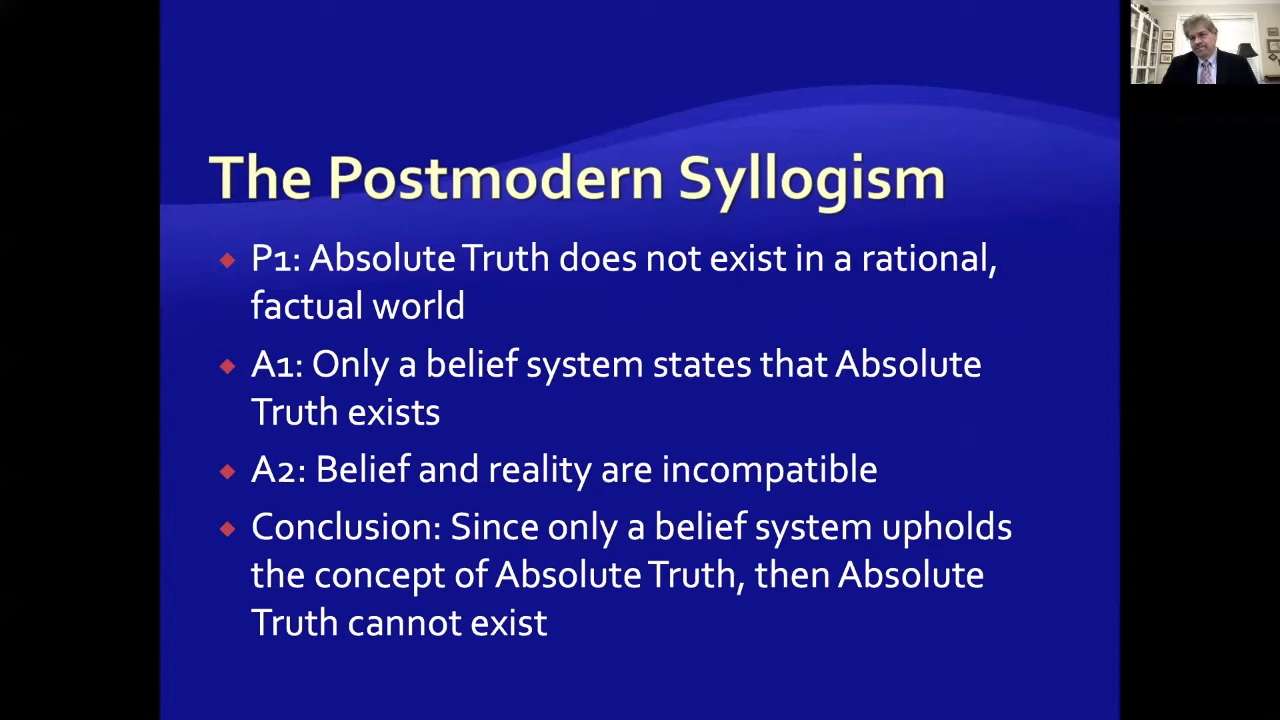 The Postmodern Syllogism
P1: Absolute Truth does not exist in a rational,
factual world
A1: Only a belief system states that Absolute
Truth exists
A2: Belief and reality are incompatible
Conclusion: Since only a belief system upholds
the concept of Absolute Truth, then Absolute
Truth cannot exist